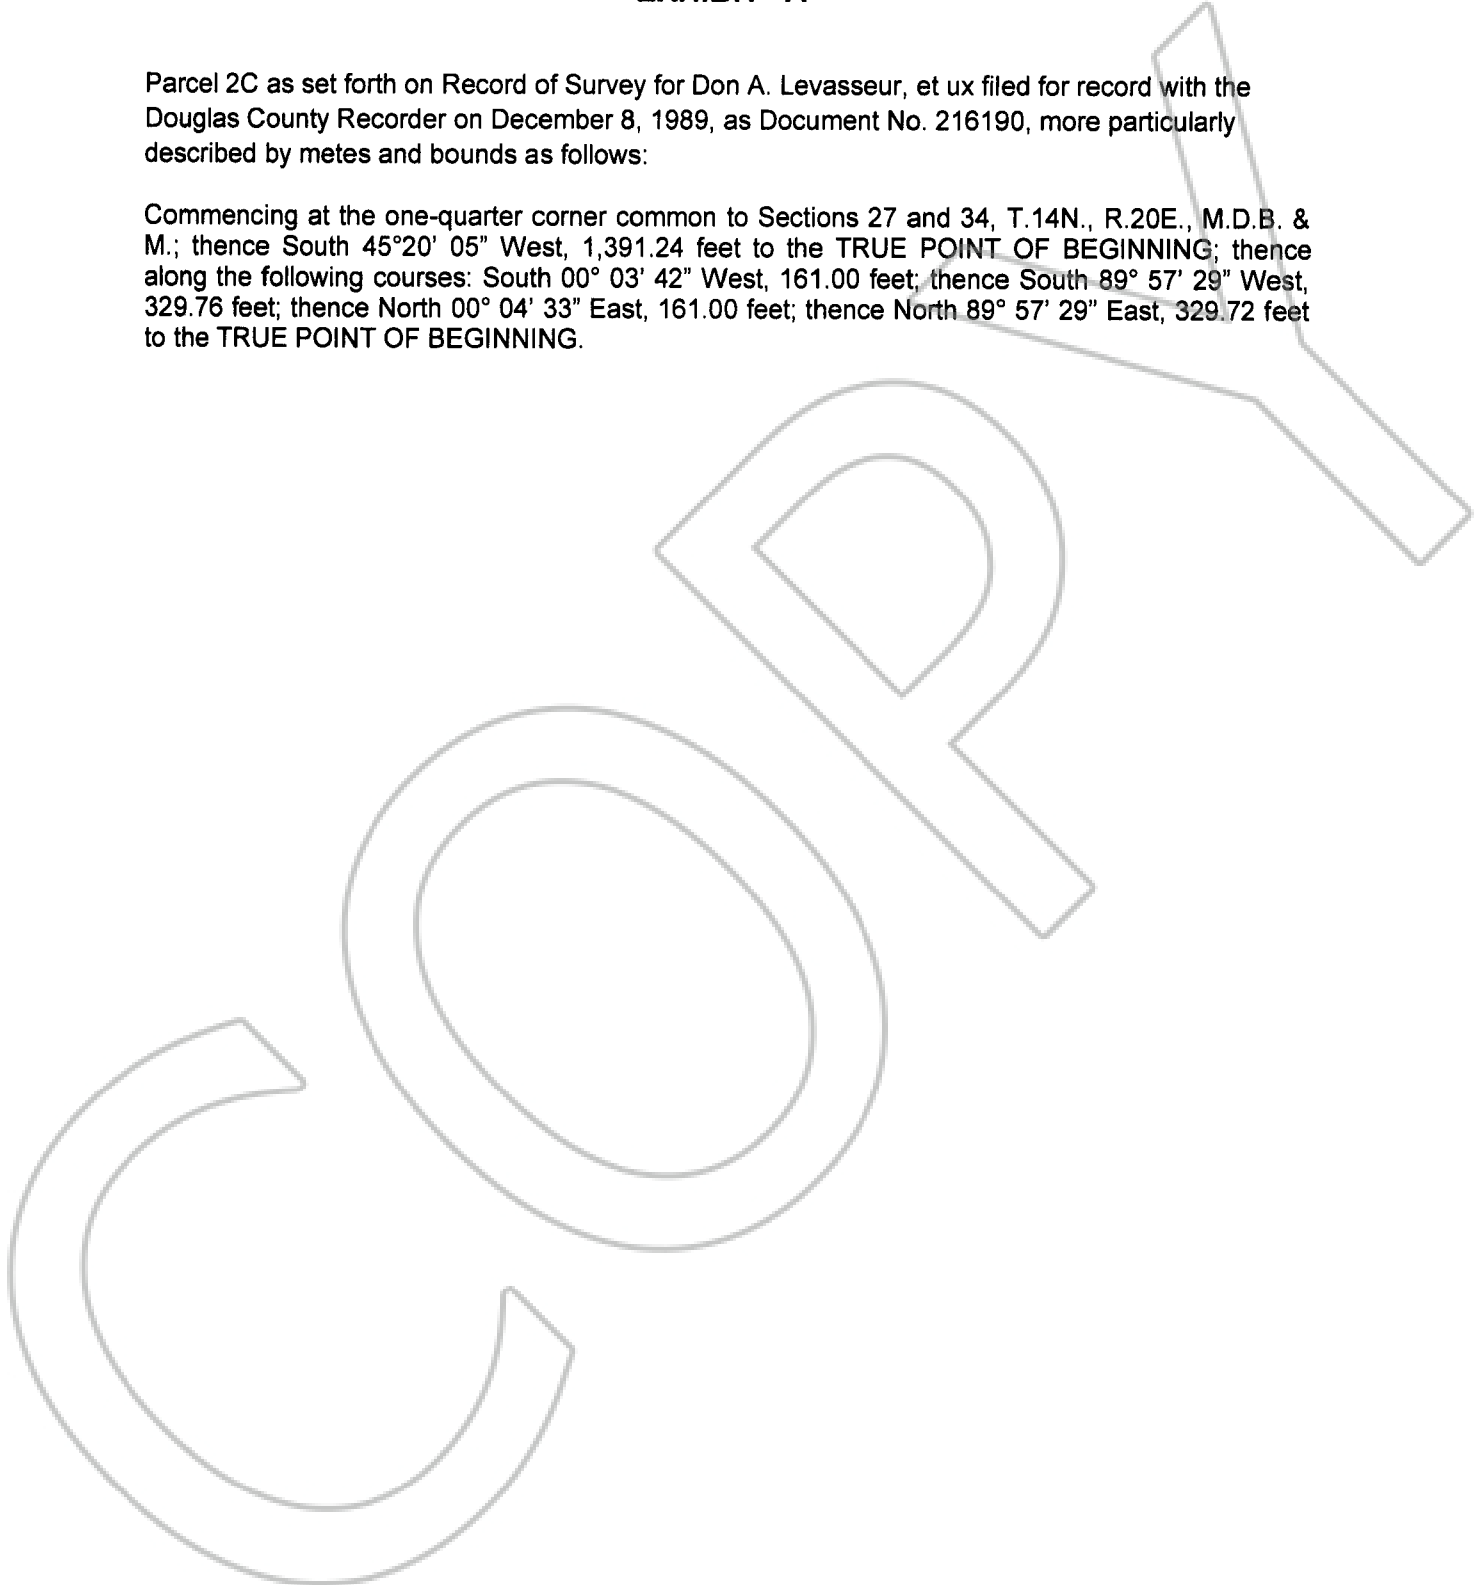 Parcel 2C as set forth on Record of Survey for Don A. Levasseur, et ux filed for record with the
Douglas County Recorder on December 8, 1989, as Document No. 216190, more particularly
described by metes and bounds as follows:
Commencing at the one-quarter corner common to Sections 27 and 34, T.14N., R.20E., M.D.B. &
M.; thence South 45°20' 05" West, 1,391.24 feet to the TRUE POINT OF BEGINNING; thence
along the following courses: South 00° 03' 42" West, 161.00 feet; thence South 89° 57' 29" West,
329.76 feet; thence North 00° 04' 33" East, 161.00 feet; thence North 89° 57' 29" East, 329.72 feet
to the TRUE POINT OF BEGINNING.
COPY